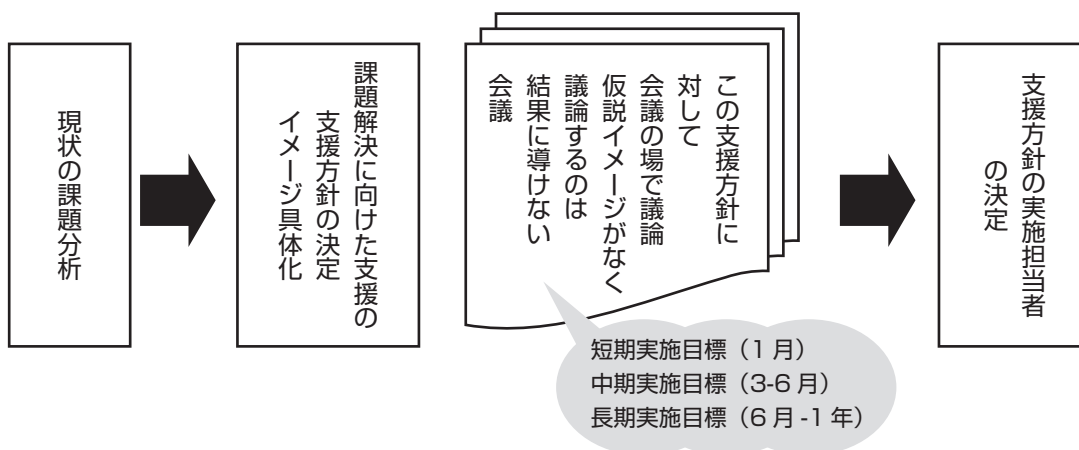 現状の課題分析
課題解決に向けた支援の
支援方針の決定
イメージ具体化
この支援方針に
対して
会議の場で議論
仮説イメージがなく
議論するのは
結果に導けない
会議
短期実施目標（1 月）
中期実施目標（3-6 月）
長期実施目標（6 月 -1 年）
支援方針の実施担当者
の決定